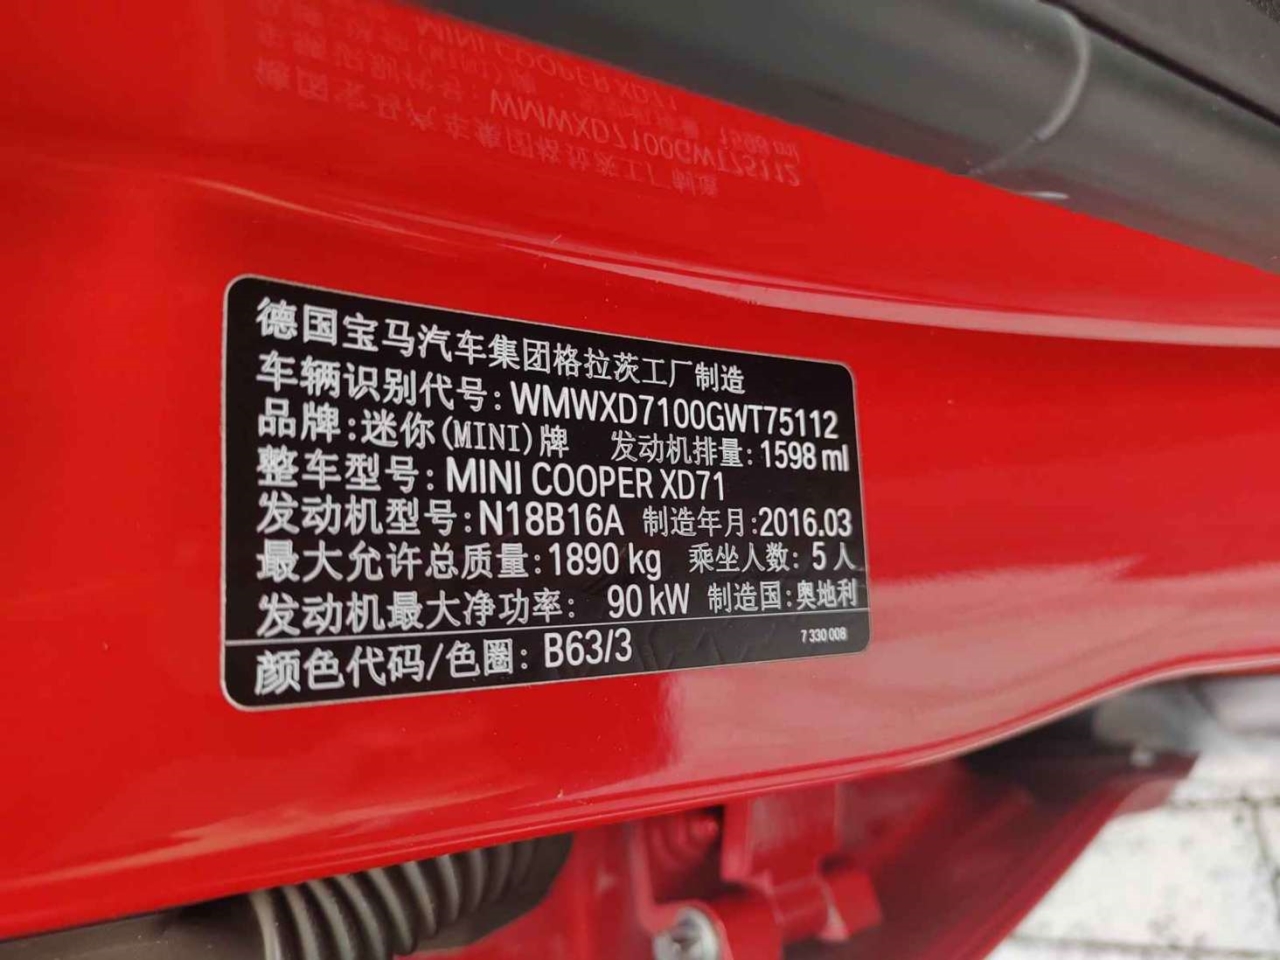 德国宝马汽车集团格拉茨工厂制造
车辆识别代号: WMWXD7100GWT75112
品牌:迷你(MINI)牌 发动机排量: 1598 ml
整车型号: MINI COOPER XD71
发动机型号:N18B16A 制造年月:2016.03
最大允许总质量: 1890 kg 乘坐人数: 5人
发动机最大净功率: 90 kW 制造国:奥地利
颜色代码/色圈: B63/3 7 330 008